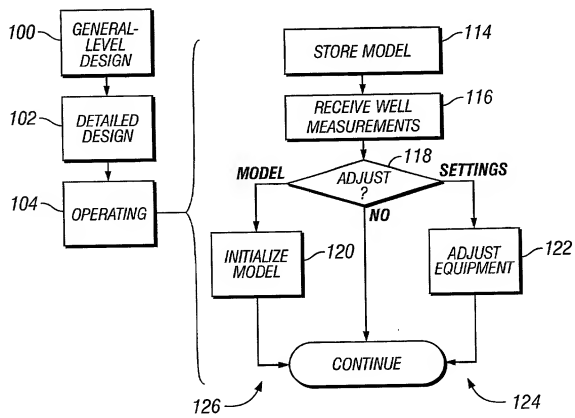 100
GENERAL-
LEVEL
DESIGN
102
DETAILED
DESIGN
104
OPERATING
STORE MODEL
114
RECEIVE WELL
MEASUREMENTS
116
118
MODEL
ADJUST
?
SETTINGS
NO
INITIALIZE
MODEL
120
ADJUST
EQUIPMENT
122
CONTINUE
126
124